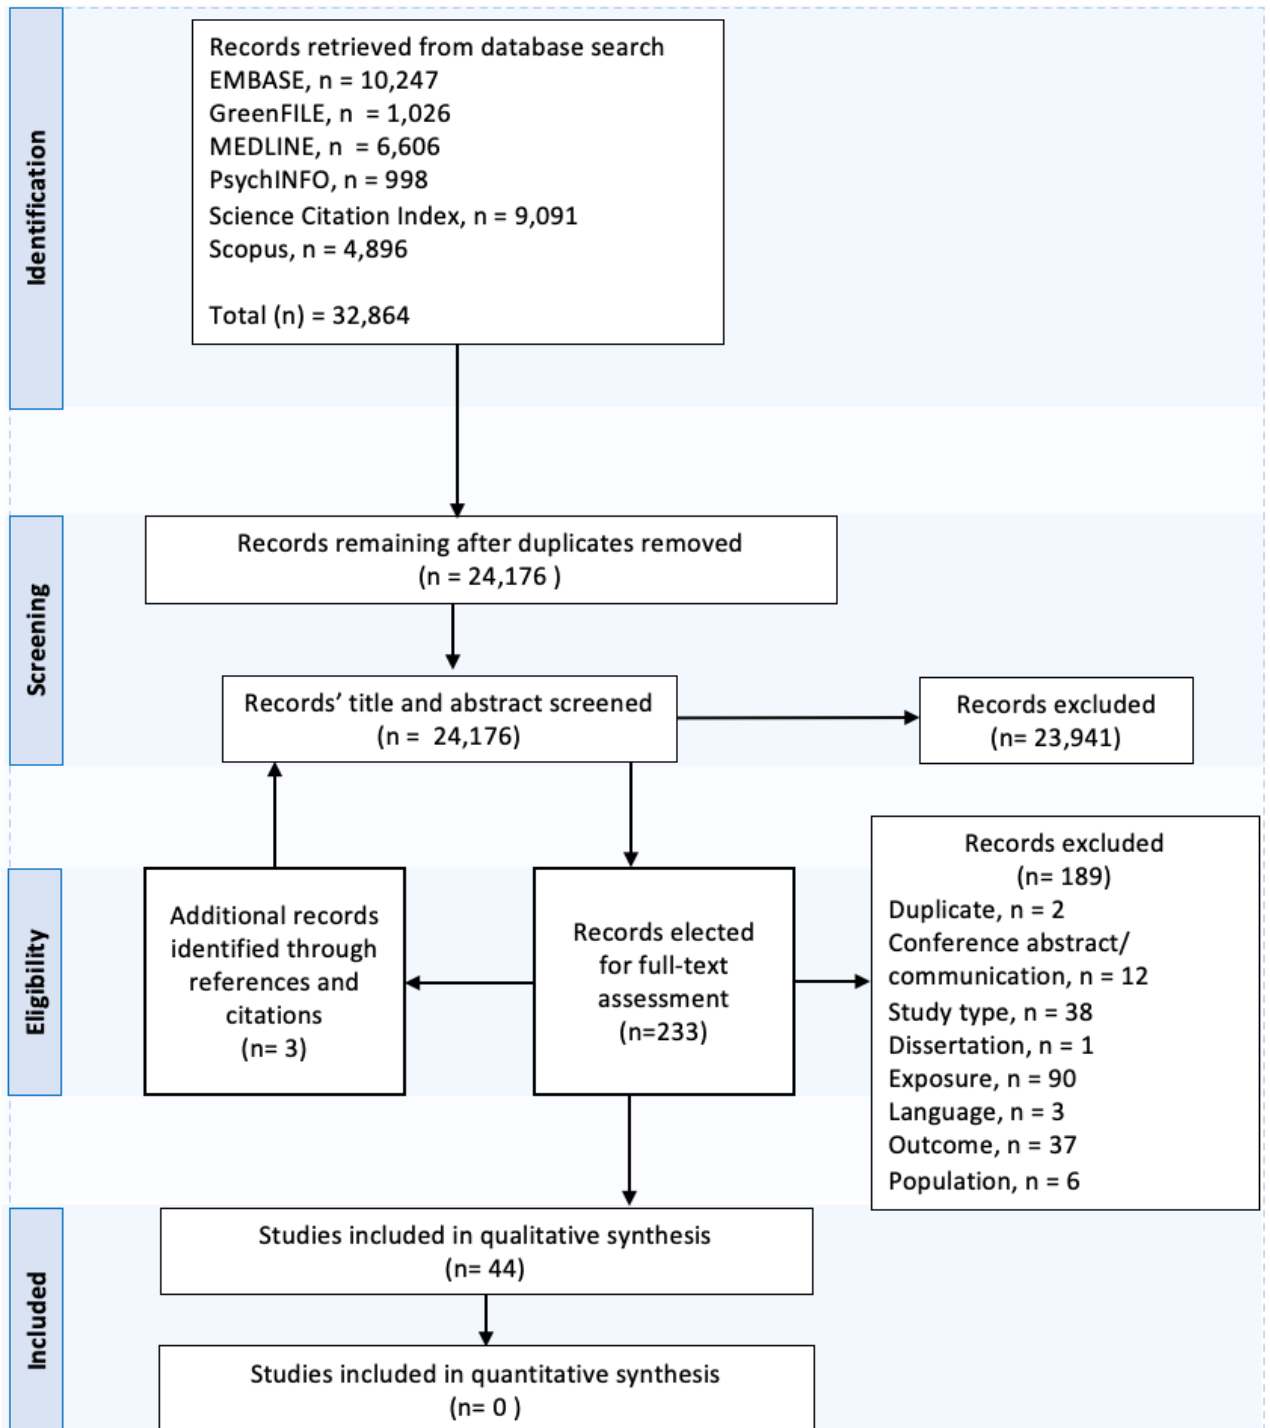 Identification
Records retrieved from database search
EMBASE, n = 10,247
GreenFILE, n = 1,026
MEDLINE, n = 6,606
PsychINFO, n = 998
Science Citation Index, n = 9,091
Scopus, n = 4,896
Total (n) = 32,864
Screening
Records remaining after duplicates removed
(n = 24,176 )
Records' title and abstract screened
(n = 24,176)
Records excluded
(n= 23,941)
Eligibility
Additional records
identified through
references and
citations
(n= 3)
Records elected
for full-text
assessment
(n=233)
Records excluded
(n= 189)
Duplicate, n = 2
Conference abstract/
communication, n = 12
Study type, n = 38
Dissertation, n = 1
Exposure, n = 90
Language, n = 3
Outcome, n = 37
Population, n = 6
Included
Studies included in qualitative synthesis
(n= 44)
Studies included in quantitative synthesis
(n= 0 )